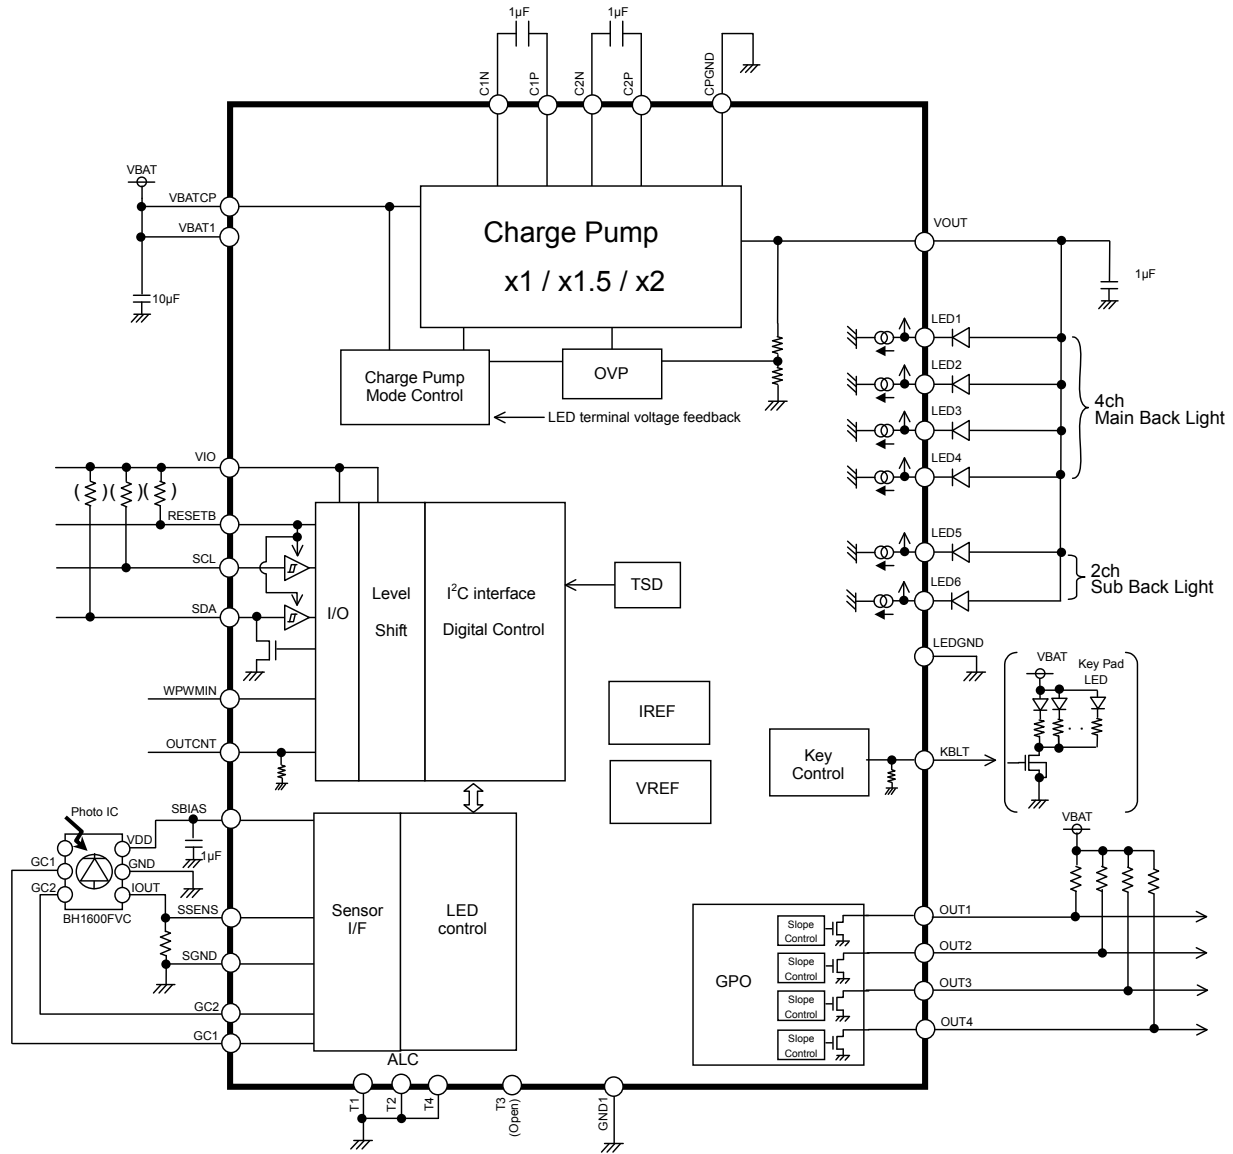 1μF
1μF
C1N
C1P
C2N
C2P
CPGND
VBAT
VBATCP
VBAT1
10μF
Charge Pump
x1 / x1.5 / x2
VOUT
1μF
Charge Pump
Mode Control
OVP
LED terminal voltage feedback
LED1
LED2
LED3
LED4
4ch
Main Back Light
LED5
LED6
2ch
Sub Back Light
LEDGND
VIO
( )( )( )
RESETB
SCL
SDA
WPWMIN
OUTCNT
I/O
Level
Shift
I2C interface
Digital Control
TSD
IREF
VREF
Key
Control
KBLT
VBAT
Key Pad
LED
. .
Photo IC
SBIAS
VDD
1μF
GC1
GND
GC2
IOUT
BH1600FVC
SSENS
SGND
GC2
GC1
Sensor
I/F
LED
control
ALC
VBAT
GPO
Slope
Control
Slope
Control
Slope
Control
Slope
Control
OUT1
OUT2
OUT3
OUT4
T1
T2
T4
T3
(Open)
GND1